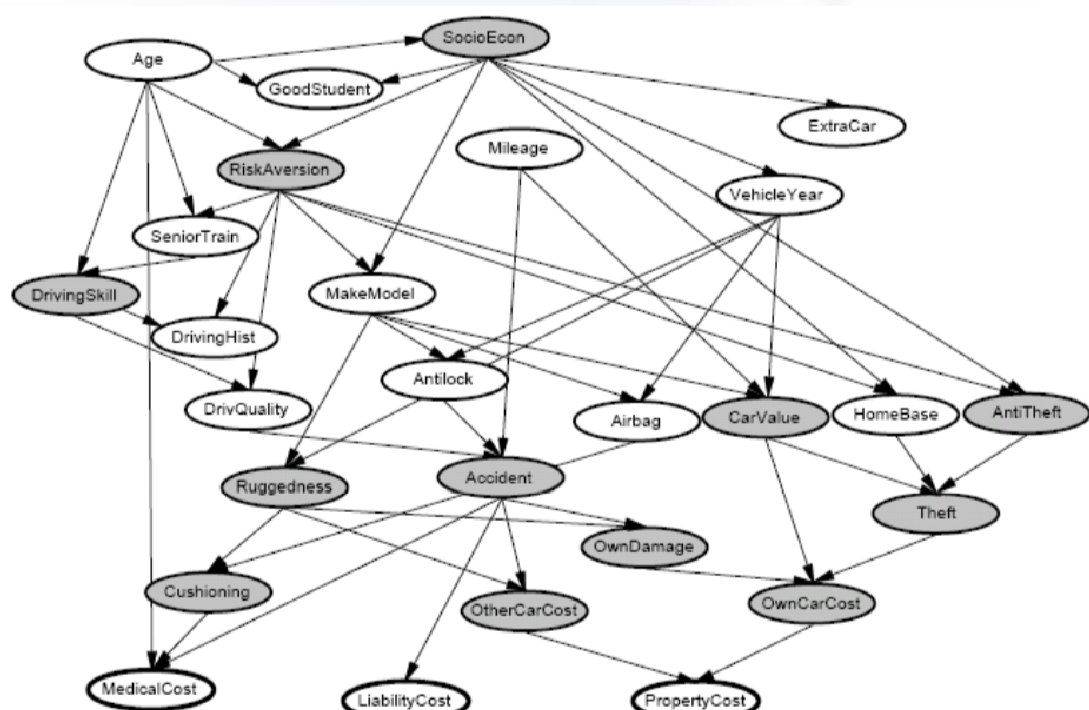 SocioEcon
Age
GoodStudent
ExtraCar
Mileage
RiskAversion
VehicleYear
SeniorTrain
DrivingSkill
MakeModel
DrivingHist
Antilock
DrivQuality
Airbag
CarValue
HomeBase
AntiTheft
Ruggedness
Accident
Theft
OwnDamage
Cushioning
OtherCarCost
OwnCarCost
MedicalCost
LiabilityCost
PropertyCost